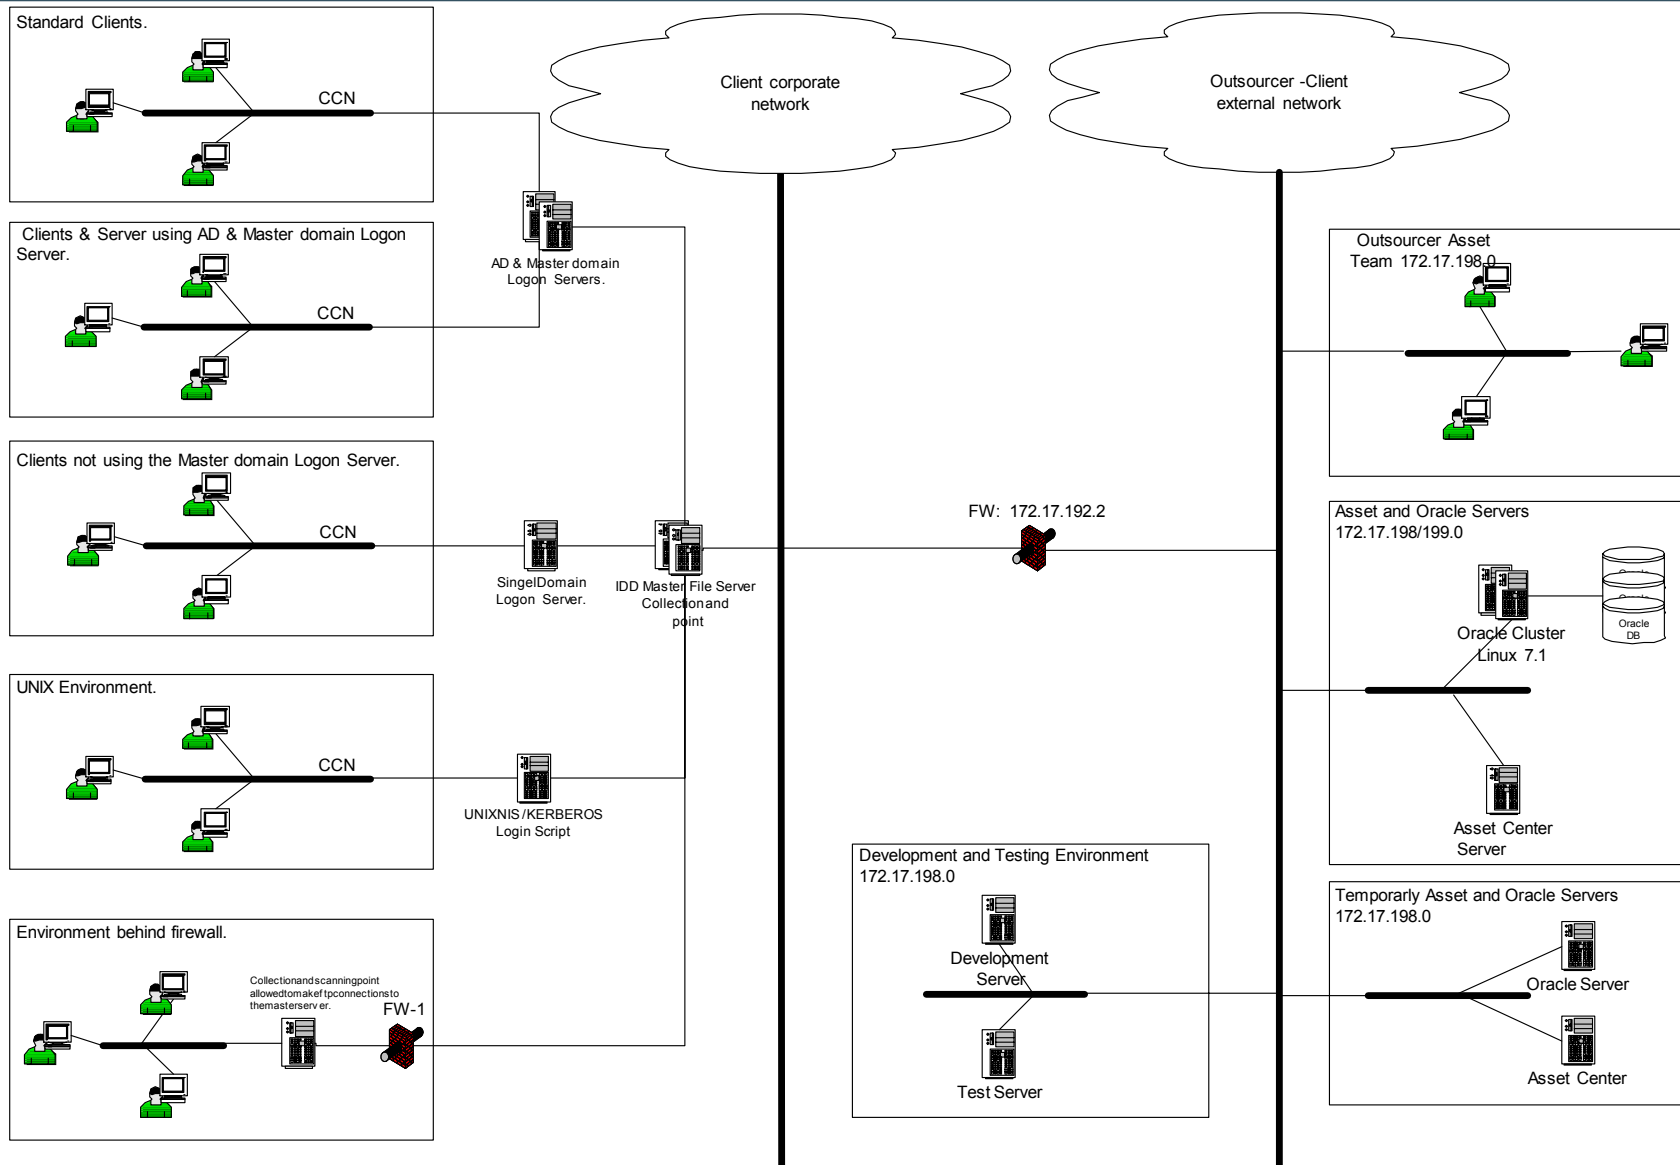 Standard Clients.
CCN
Clients & Server using AD & Master domain Logon
Server.
CCN
AD & Master domain
Logon Servers.
Clients not using the Master domain Logon Server.
CCN
SingelDomain
Logon Server.
IDD Master File Server
Collectionand
point
UNIX Environment.
CCN
UNIXNIS/KERBEROS
Login Script
Environment behind firewall.
Collectionandscanningpoint
allowedtomakeftpconnectionsto
themasterserver.
FW-1
Client corporate
network
Outsourcer -Client
external network
FW: 172.17.192.2
Development and Testing Environment
172.17.198.0
Development
Server
Test Server
Outsourcer Asset
Team 172.17.198.0
Asset and Oracle Servers
172.17.198/199.0
Oracle Cluster
Linux 7.1
Oracle
DB
Asset Center
Server
Temporarly Asset and Oracle Servers
172.17.198.0
Oracle Server
Asset Center